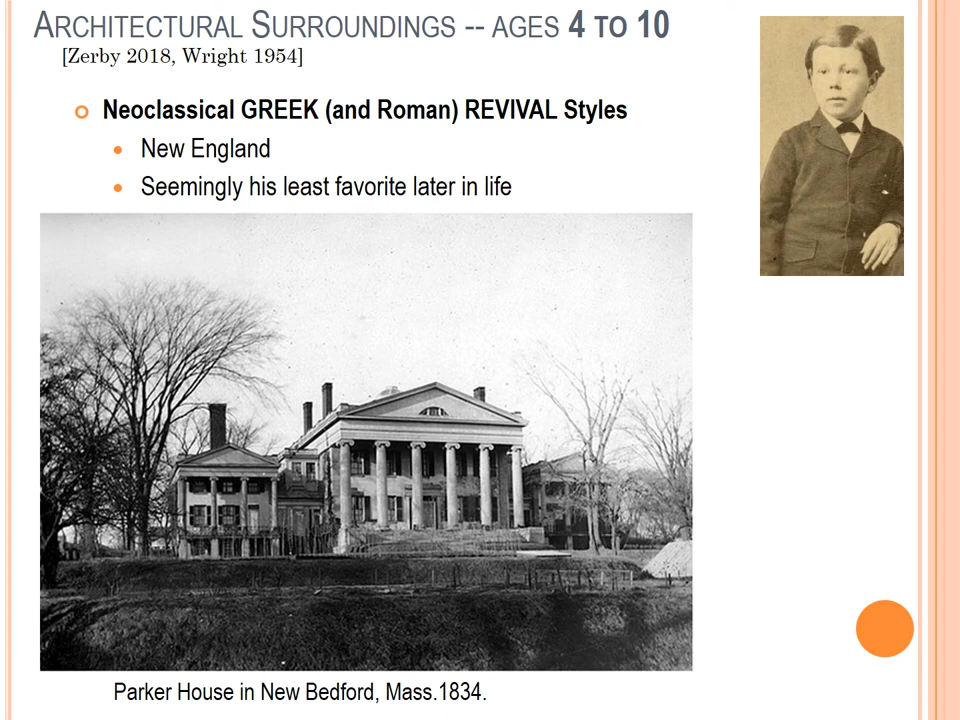 ARCHITECTURAL SURROUNDINGS -- AGES 4 TO 10
[Zerby 2018, Wright 1954]
Neoclassical GREEK (and Roman) REVIVAL Styles
New England
Seemingly his least favorite later in life
Parker House in New Bedford, Mass.1834.